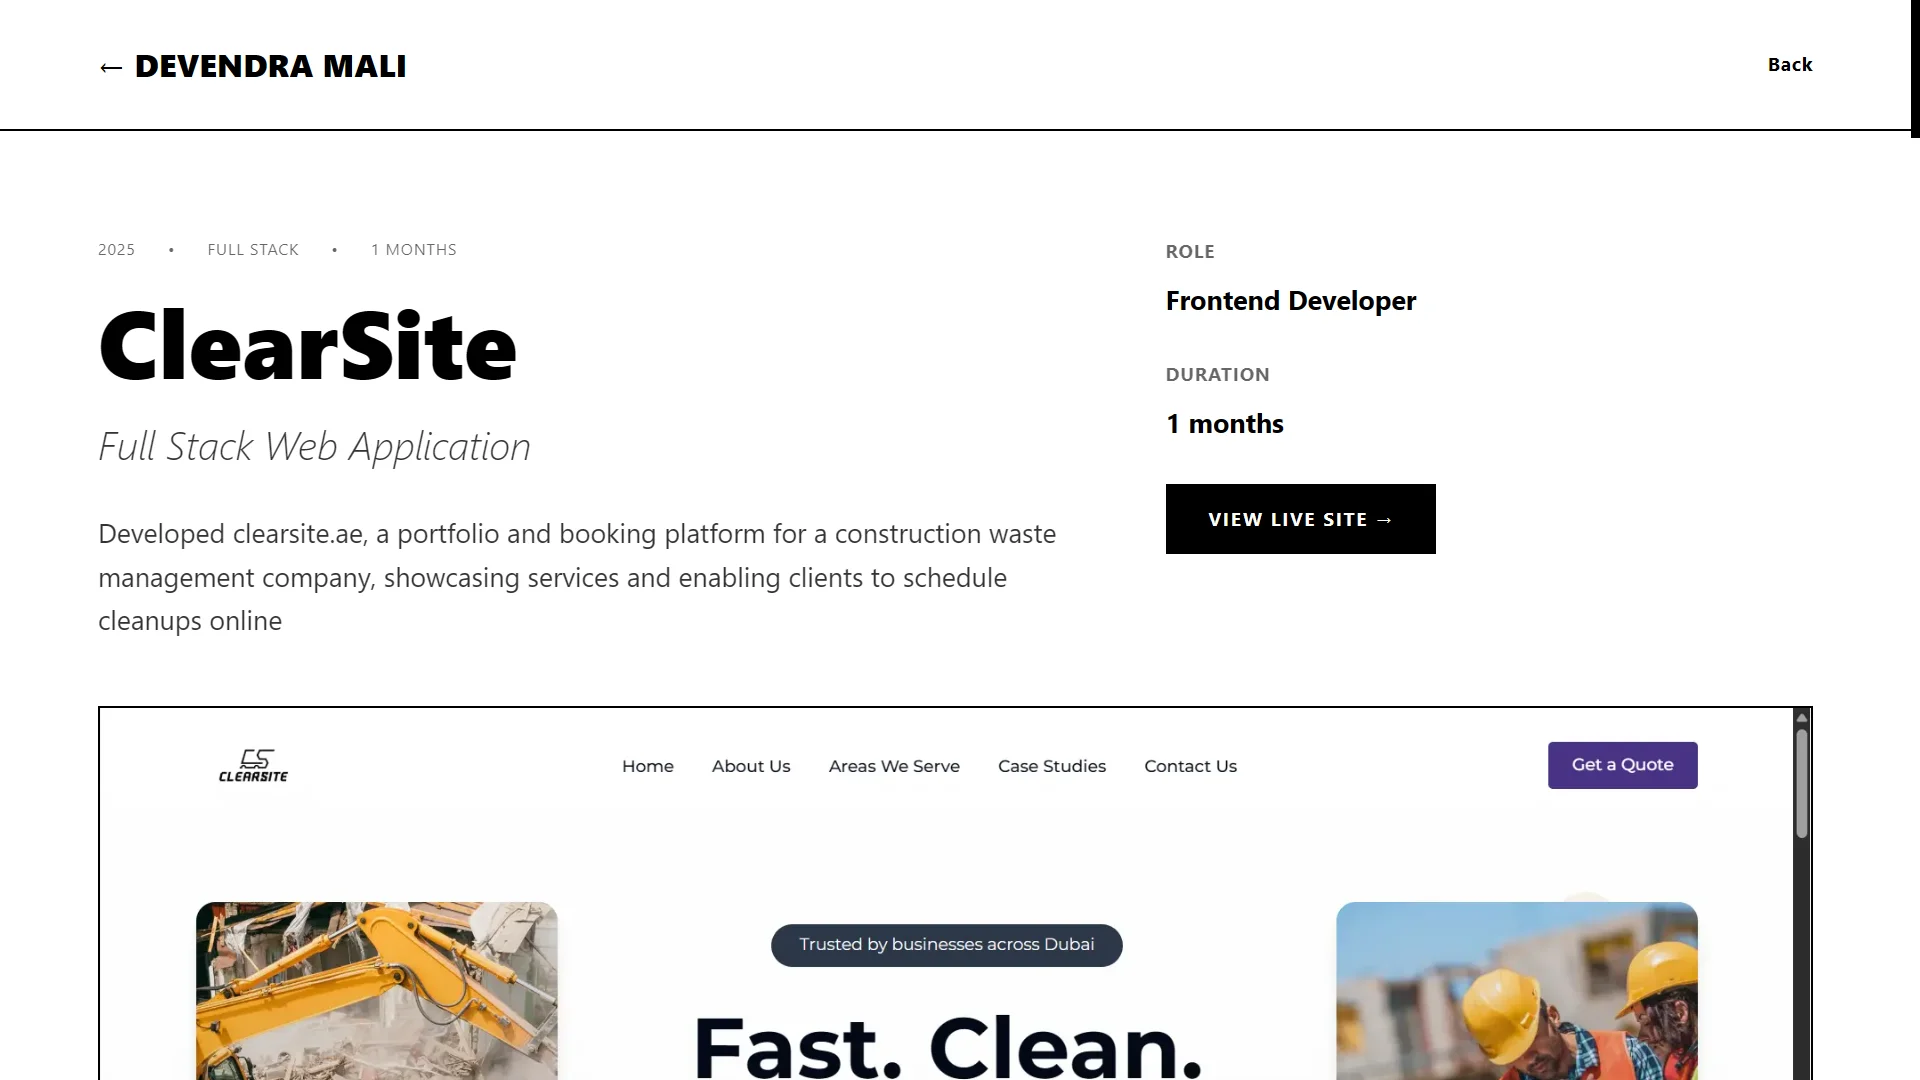 ← DEVENDRA MALI
Back
2025 • FULL STACK • 1 MONTHS
ClearSite
Full Stack Web Application
Developed clearsite.ae, a portfolio and booking platform for a construction waste
management company, showcasing services and enabling clients to schedule
cleanups online
ROLE
Frontend Developer
DURATION
1 months
VIEW LIVE SITE →
CS
CLEARSITE
Home
About Us
Areas We Serve
Case Studies
Contact Us
Get a Quote
Trusted by businesses across Dubai
Fast. Clean.